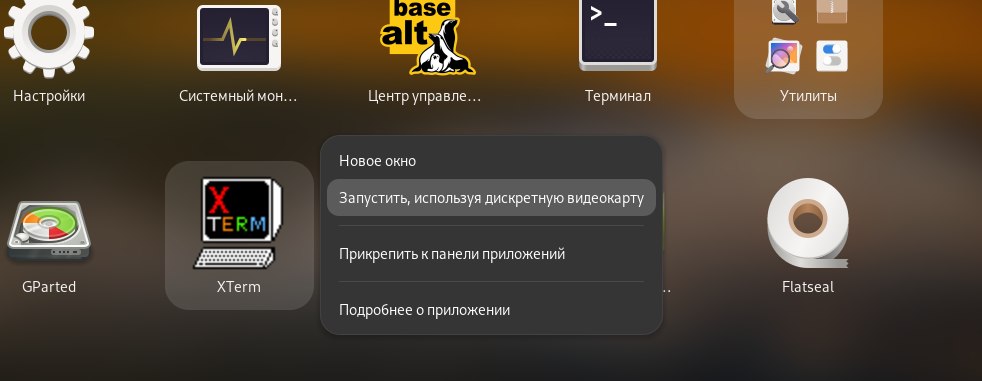 base
alt
>_
Настройки
Системный мон...
Центр управле...
Терминал
Утилиты
Новое окно
Запустить, используя дискретную видеокарту
Прикрепить к панели приложений
Подробнее о приложении
X
TERM
GParted
XTerm
...
Flatseal